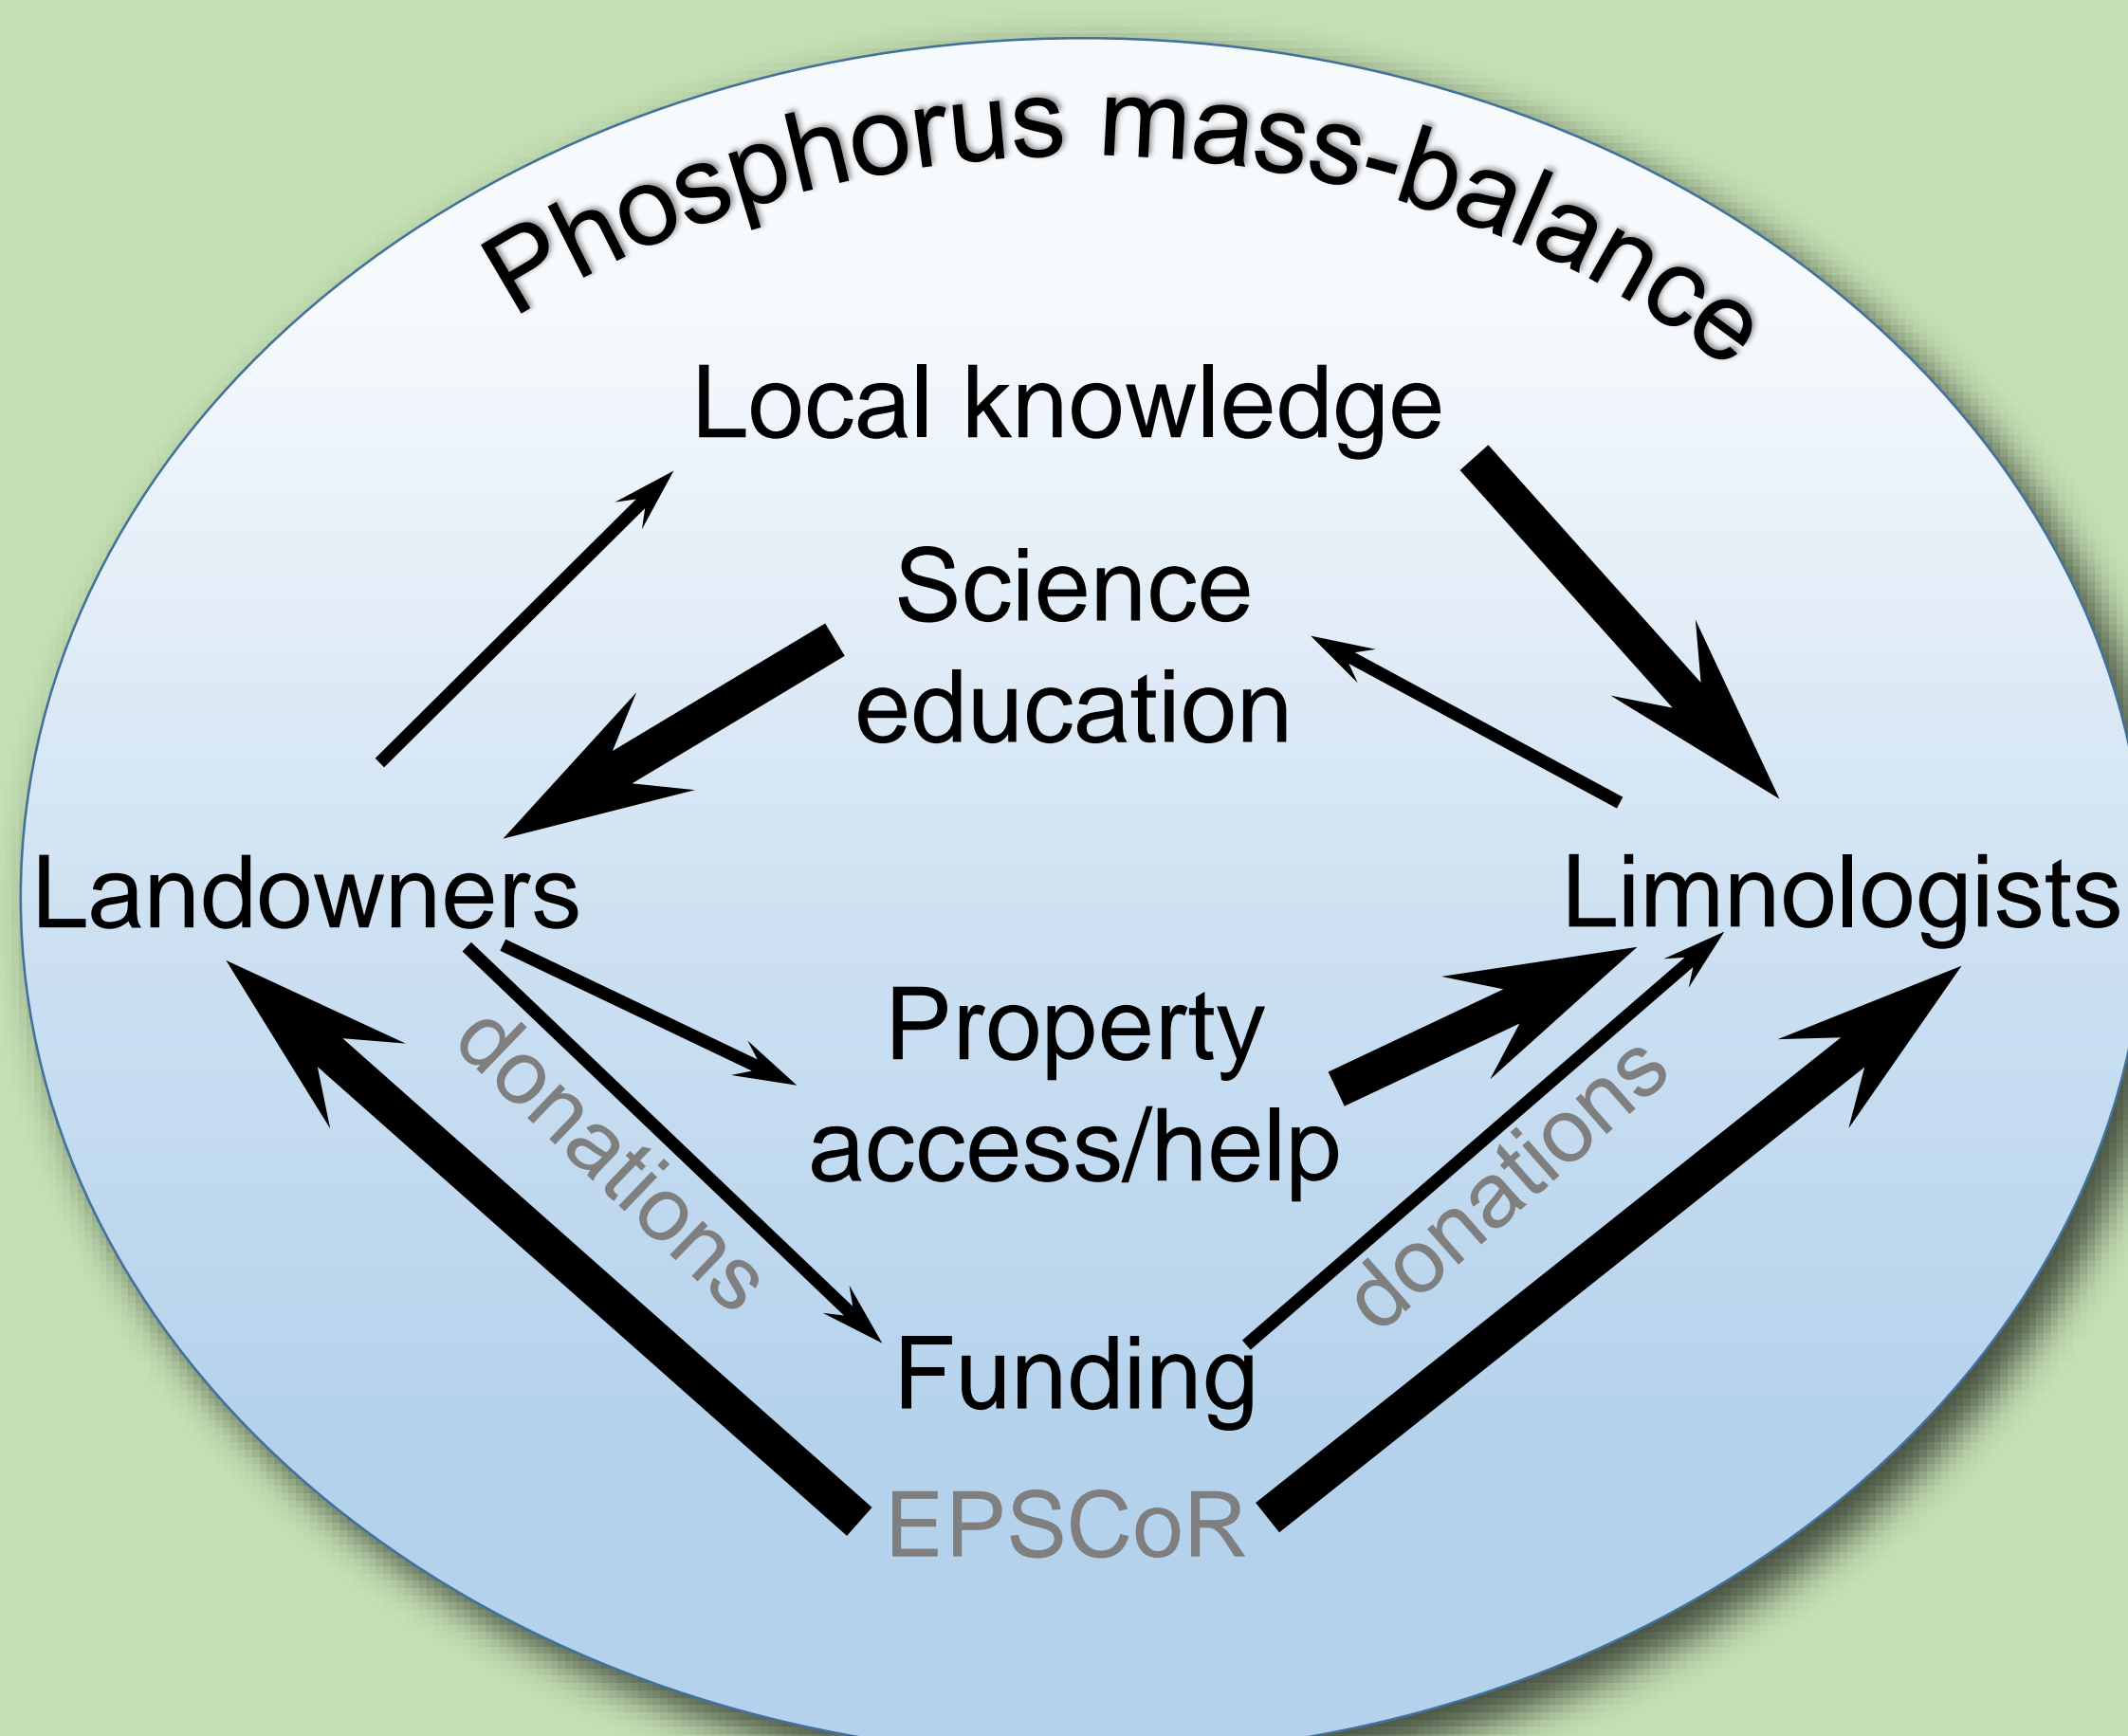 Phosphorus mass-balance
Local knowledge
Science
education
Landowners
Limnologists
Property
access/help
donations
donations
Funding
EPSCoR